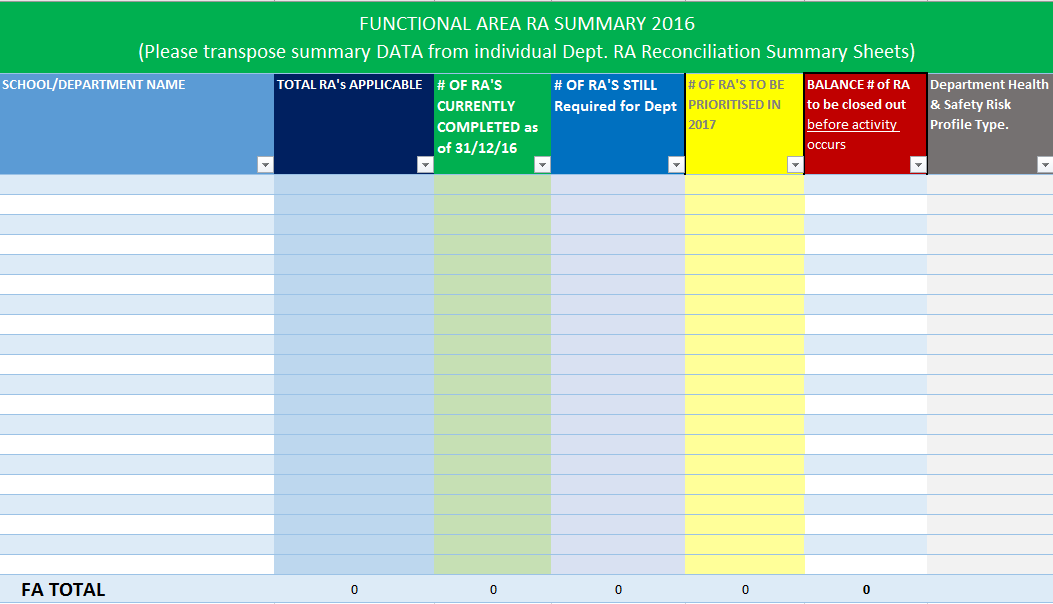 FUNCTIONAL AREA RA SUMMARY 2016
(Please transpose summary DATA from individual Dept. RA Reconciliation Summary Sheets)
SCHOOL/DEPARTMENT NAME
TOTAL RA's APPLICABLE
# OF RA'S
CURRENTLY
COMPLETED as
of 31/12/16
# OF RA'S STILL
Required for Dept
# OF RA'S TO BE
PRIORITISED IN
2017
BALANCE # of RA
to be closed out
before activity
occurs
Department Health
& Safety Risk
Profile Type.
FA TOTAL 0 0 0 0 0